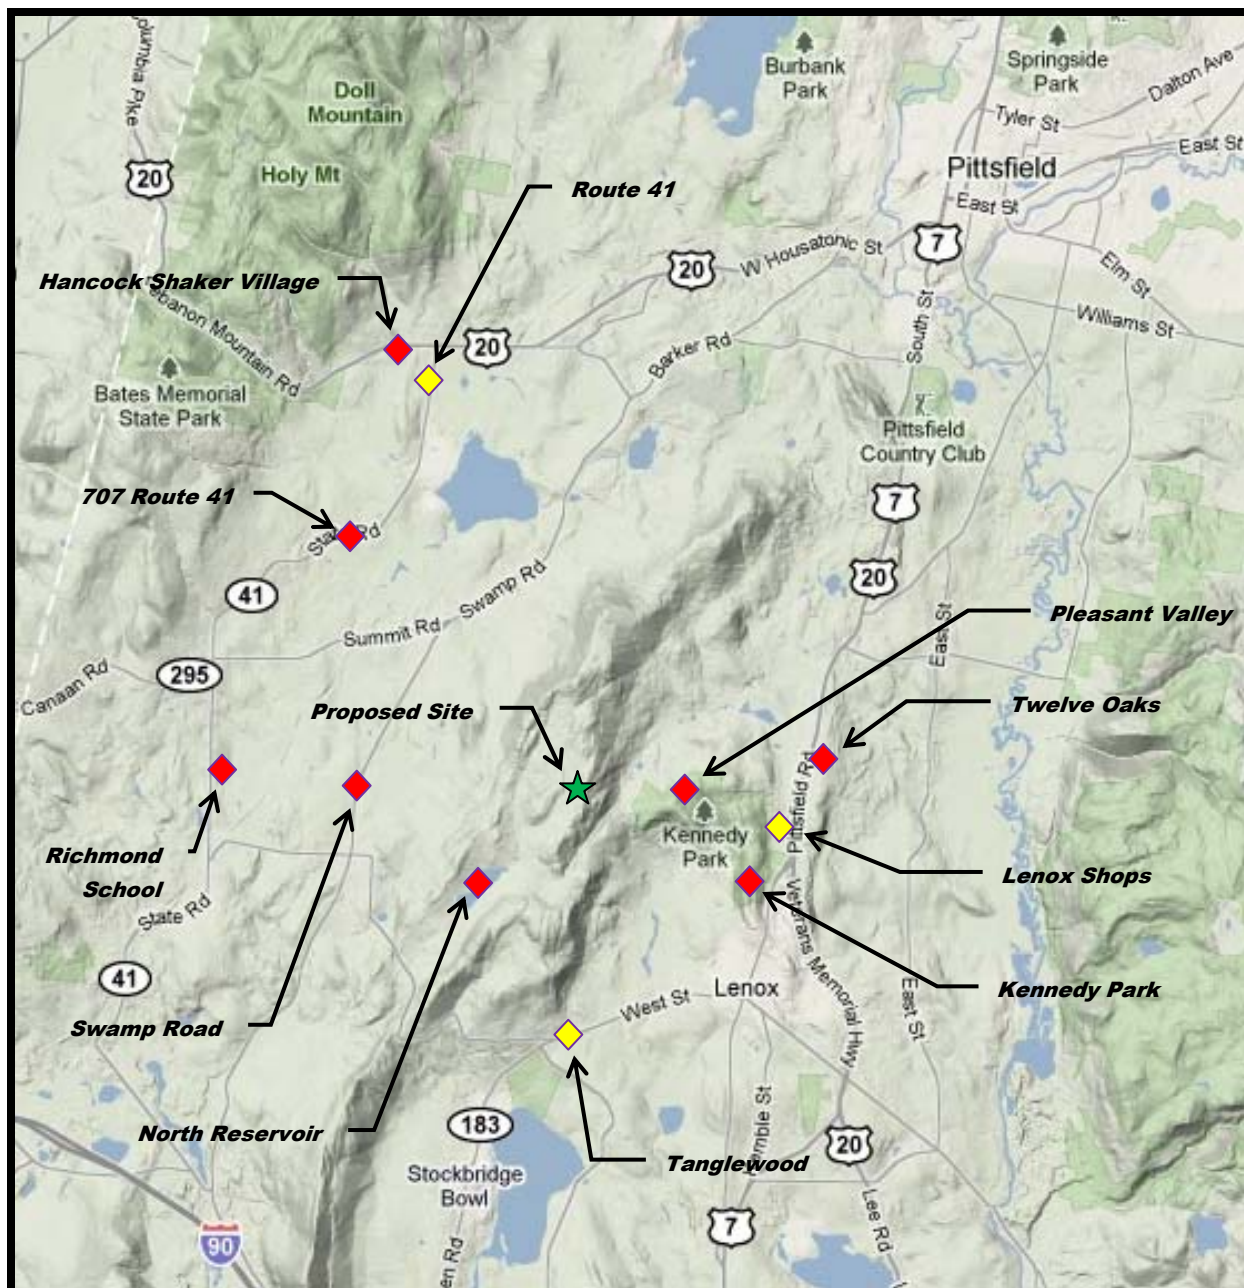 Columbia Pike
Burbank
Park
Springside
Park
Dalton Ave
Doll
Mountain
Tyler St
East St
20
Holy Mt
Pittsfield
Route 41
East St
7
Elm St
20
W Housatonic St
Hancock Shaker Village
Lebanon Mountain Rd
South St
Williams St
20
Barker Rd
Bates Memorial
State Park
Pittsfield
Country Club
707 Route 41
7
State Rd
20
41
Swamp Rd
Summit Rd
East St
Pleasant Valley
295
Canaan Rd
Proposed Site
Twelve Oaks
Pittsfield Rd
Kennedy
Park
Richmond
School
Lenox Shops
State Rd
Veterans Memorial Hwy
41
Lenox
Kennedy Park
West St
East St
Swamp Road
183
North Reservoir
Kemble St
20
Tanglewood
Stockbridge
Bowl
Lee Rd
7
90
en Rd